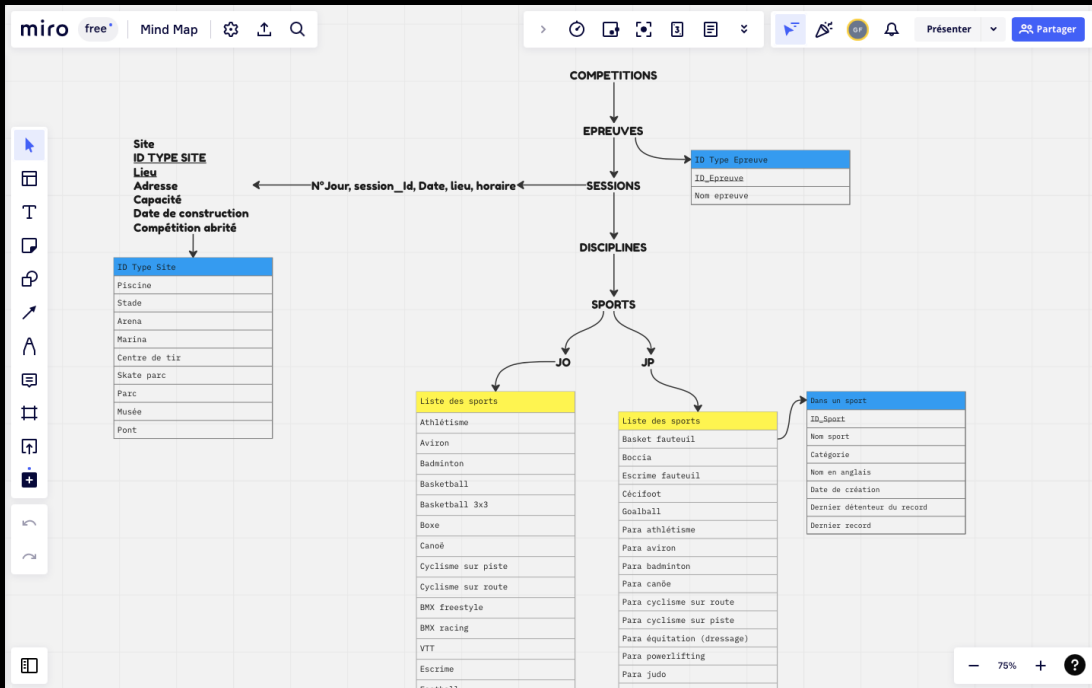 miro
free
Mind Map
3
GF
Présenter
Partager
COMPETITIONS
EPREUVES
ID Type Epreuve
ID_Epreuve
Nom epreuve
Site
ID TYPE SITE
Lieu
Adresse
Capacité
Date de construction
Compétition abrité
N°Jour, session_Id, Date, lieu, horaire
SESSIONS
DISCIPLINES
SPORTS
JO
JP
ID Type Site
Piscine
Stade
Arena
Marina
Centre de tir
Skate parc
Parc
Musée
Pont
Liste des sports
Athlétisme
Aviron
Badminton
Basketball
Basketball 3x3
Boxe
Canoë
Cyclisme sur piste
Cyclisme sur route
BMX freestyle
BMX racing
VTT
Escrime
Liste des sports
Basket fauteuil
Boccia
Escrime fauteuil
Cécifoot
Goalball
Para athlétisme
Para aviron
Para badminton
Para canöe
Para cyclisme sur route
Para cyclisme sur piste
Para équitation (dressage)
Para powerlifting
Para judo
Dans un sport
ID_Sport
Nom sport
Catégorie
Nom en anglais
Date de création
Dernier détenteur du record
Dernier record
75%
?